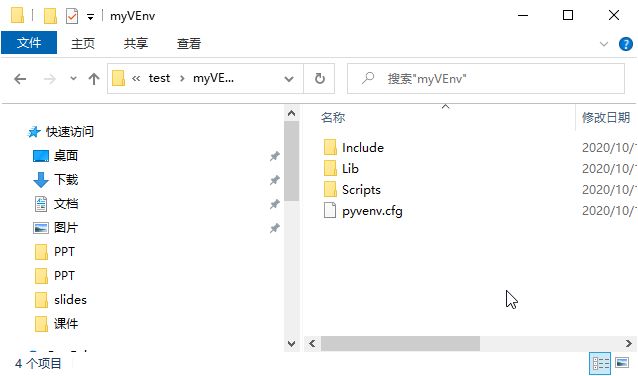 myVEnv
文件 主页 共享 查看
« test › myVE...
搜索"myVEnv"
名称 修改日期
快速访问
桌面
下载
文档
图片
PPT
PPT
slides
课件
Include 2020/10/1
Lib 2020/10/1
Scripts 2020/10/1
pyvenv.cfg 2020/10/1
4 个项目